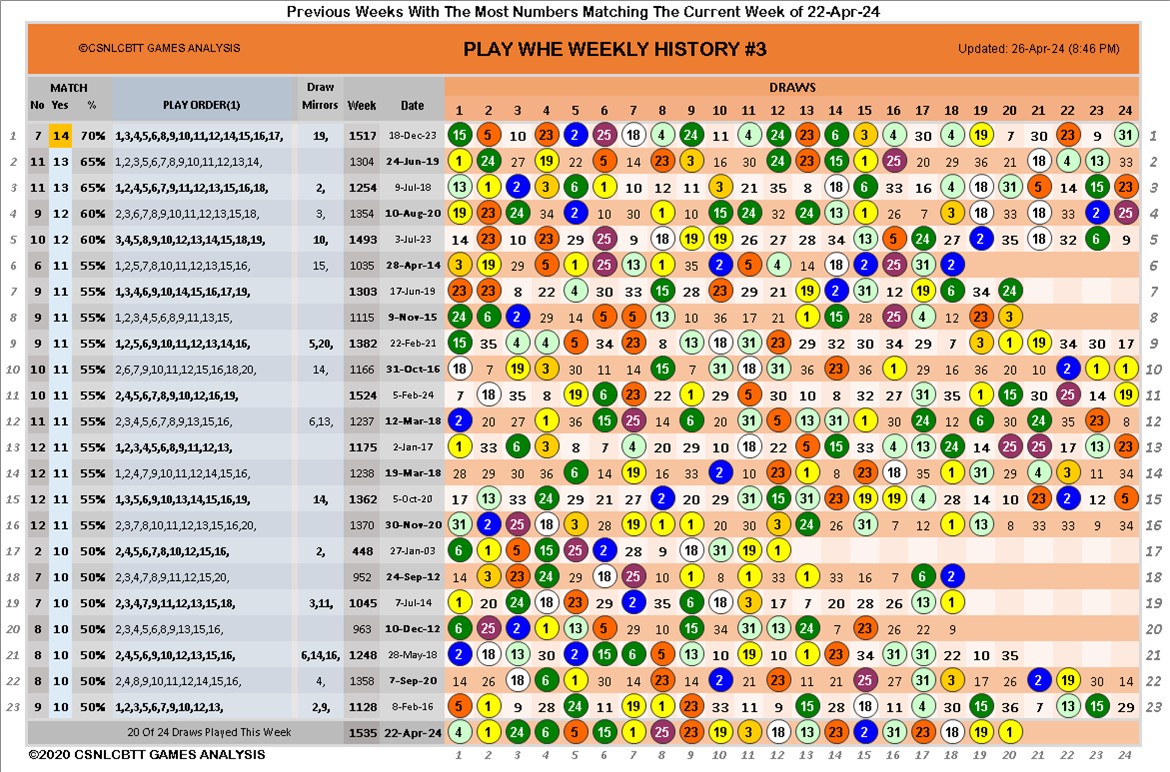 Previous Weeks With The Most Numbers Matching The Current Week of 22-Apr-24
©CSNLCBTT GAMES ANALYSIS PLAY WHE WEEKLY HISTORY #3 Updated: 26-Apr-24 (8:46 PM)
MATCH Draw DRAWS
No Yes % PLAY ORDER(1) Mirrors Week Date 1 2 3 4 5 6 7 8 9 10 11 12 13 14 15 16 17 18 19 20 21 22 23 24
1 7 14 70% 1,3,4,5,6,8,9,10,11,12,14,15,16,17, 19, 1517 18-Dec-23 15 5 10 23 2 25 18 4 24 11 4 24 23 6 3 4 30 4 19 7 30 23 9 31 1
2 11 13 65% 1,2,3,5,6,7,8,9,10,11,12,13,14, 1304 24-Jun-19 1 24 27 19 22 5 14 23 3 16 30 24 23 15 1 25 20 29 36 21 18 4 13 33 2
3 11 13 65% 1,2,4,5,6,7,9,11,12,13,15,16,18, 2, 1254 9-Jul-18 13 1 2 3 6 1 10 12 11 3 21 35 8 18 6 33 16 4 18 31 5 14 15 23 3
4 9 12 60% 2,3,6,7,8,9,10,11,12,13,15,18, 3, 1354 10-Aug-20 19 23 24 34 2 10 30 1 10 15 24 32 24 13 1 26 7 3 18 33 18 33 2 25 4
5 10 12 60% 3,4,5,8,9,10,12,13,14,15,18,19, 10, 1493 3-Jul-23 14 23 10 23 29 25 9 18 19 19 26 27 28 34 13 5 24 27 2 35 18 32 6 9 5
6 6 11 55% 1,2,5,7,8,10,11,12,13,15,16, 15, 1035 28-Apr-14 3 19 29 5 1 25 13 1 35 2 5 4 14 18 2 25 31 2 6
7 9 11 55% 1,3,4,6,9,10,14,15,16,17,19, 1303 17-Jun-19 23 23 8 22 4 30 33 15 28 23 29 21 19 2 31 12 19 6 34 24 7
8 9 11 55% 1,2,3,4,5,6,8,9,11,13,15, 1115 9-Nov-15 24 6 2 29 14 5 5 13 10 36 17 21 1 15 28 25 4 12 23 3 8
9 9 11 55% 1,2,5,6,9,10,11,12,13,14,16, 5,20, 1382 22-Feb-21 15 35 4 4 5 34 23 8 13 18 31 23 29 32 30 34 29 7 3 1 19 34 30 17 9
10 10 11 55% 2,6,7,9,10,12,15,16,18,20, 14, 1166 31-Oct-16 18 7 19 3 30 11 14 15 7 31 18 31 36 23 36 1 29 16 36 20 10 2 1 1 10
11 10 11 55% 2,4,5,6,7,8,9,10,12,16,19, 1524 5-Feb-24 7 18 35 8 19 6 23 22 1 29 5 30 10 8 32 27 31 35 1 15 30 25 14 19 11
12 11 11 55% 2,3,4,5,6,7,8,9,13,15,16, 6,13, 1237 12-Mar-18 2 20 27 1 36 15 25 14 6 20 31 5 13 31 1 30 24 12 6 30 24 35 23 8 12
13 12 11 55% 1,2,3,4,5,6,8,9,11,12,13, 1175 2-Jan-17 1 33 6 3 8 7 4 20 29 10 18 22 5 15 33 4 13 24 14 25 25 17 13 23 13
14 12 11 55% 1,2,4,7,9,10,11,12,14,15,16, 1238 19-Mar-18 28 29 30 36 6 14 19 16 33 2 12 23 1 8 23 18 35 1 31 29 4 3 11 34 14
15 12 11 55% 1,3,5,6,9,10,13,14,15,16,19, 14, 1362 5-Oct-20 17 13 33 24 29 21 27 2 20 29 31 15 31 23 19 19 4 28 14 10 23 2 12 5 15
16 12 11 55% 2,3,7,8,10,11,12,13,15,16,20, 1370 30-Nov-20 31 2 25 18 3 28 19 1 1 20 30 3 24 26 31 7 12 1 13 8 33 33 9 34 16
17 2 10 50% 2,4,5,6,7,8,10,12,15,16, 2, 448 27-Jan-03 6 1 5 15 25 2 28 9 18 31 19 1 17
18 7 10 50% 2,3,4,7,8,9,11,12,15,20, 952 24-Sep-12 14 3 23 24 29 18 25 10 1 8 1 33 1 33 16 7 6 2 18
19 7 10 50% 2,3,4,7,9,11,12,13,15,18, 3,11, 1045 7-Jul-14 1 20 24 18 23 29 2 35 6 18 3 17 7 20 28 26 13 1 19
20 8 10 50% 2,3,4,5,6,8,9,13,15,16, 963 10-Dec-12 6 25 2 1 13 5 29 10 15 34 31 13 24 7 23 26 22 9 20
21 8 10 50% 2,4,5,6,9,10,12,13,15,16, 6,14,16, 1248 28-May-18 2 18 13 30 2 15 6 5 13 10 19 10 1 23 34 31 31 22 10 35 21
22 8 10 50% 2,4,8,9,10,11,12,14,15,16, 4, 1358 7-Sep-20 14 26 18 6 1 30 14 23 10 2 21 23 11 21 25 27 31 3 17 26 2 19 30 14 22
23 9 10 50% 1,2,3,5,6,7,9,10,12,13, 2,9, 1128 8-Feb-16 5 1 9 28 24 11 19 1 23 33 11 9 15 28 18 11 4 30 15 36 7 13 15 29 23
20 Of 24 Draws Played This Week 1535 22-Apr-24 4 1 24 6 5 15 1 25 23 19 3 18 13 23 2 31 23 18 19 1
©2020 CSNLCBTT GAMES ANALYSIS 1 2 3 4 5 6 7 8 9 10 11 12 13 14 15 16 17 18 19 20 21 22 23 24